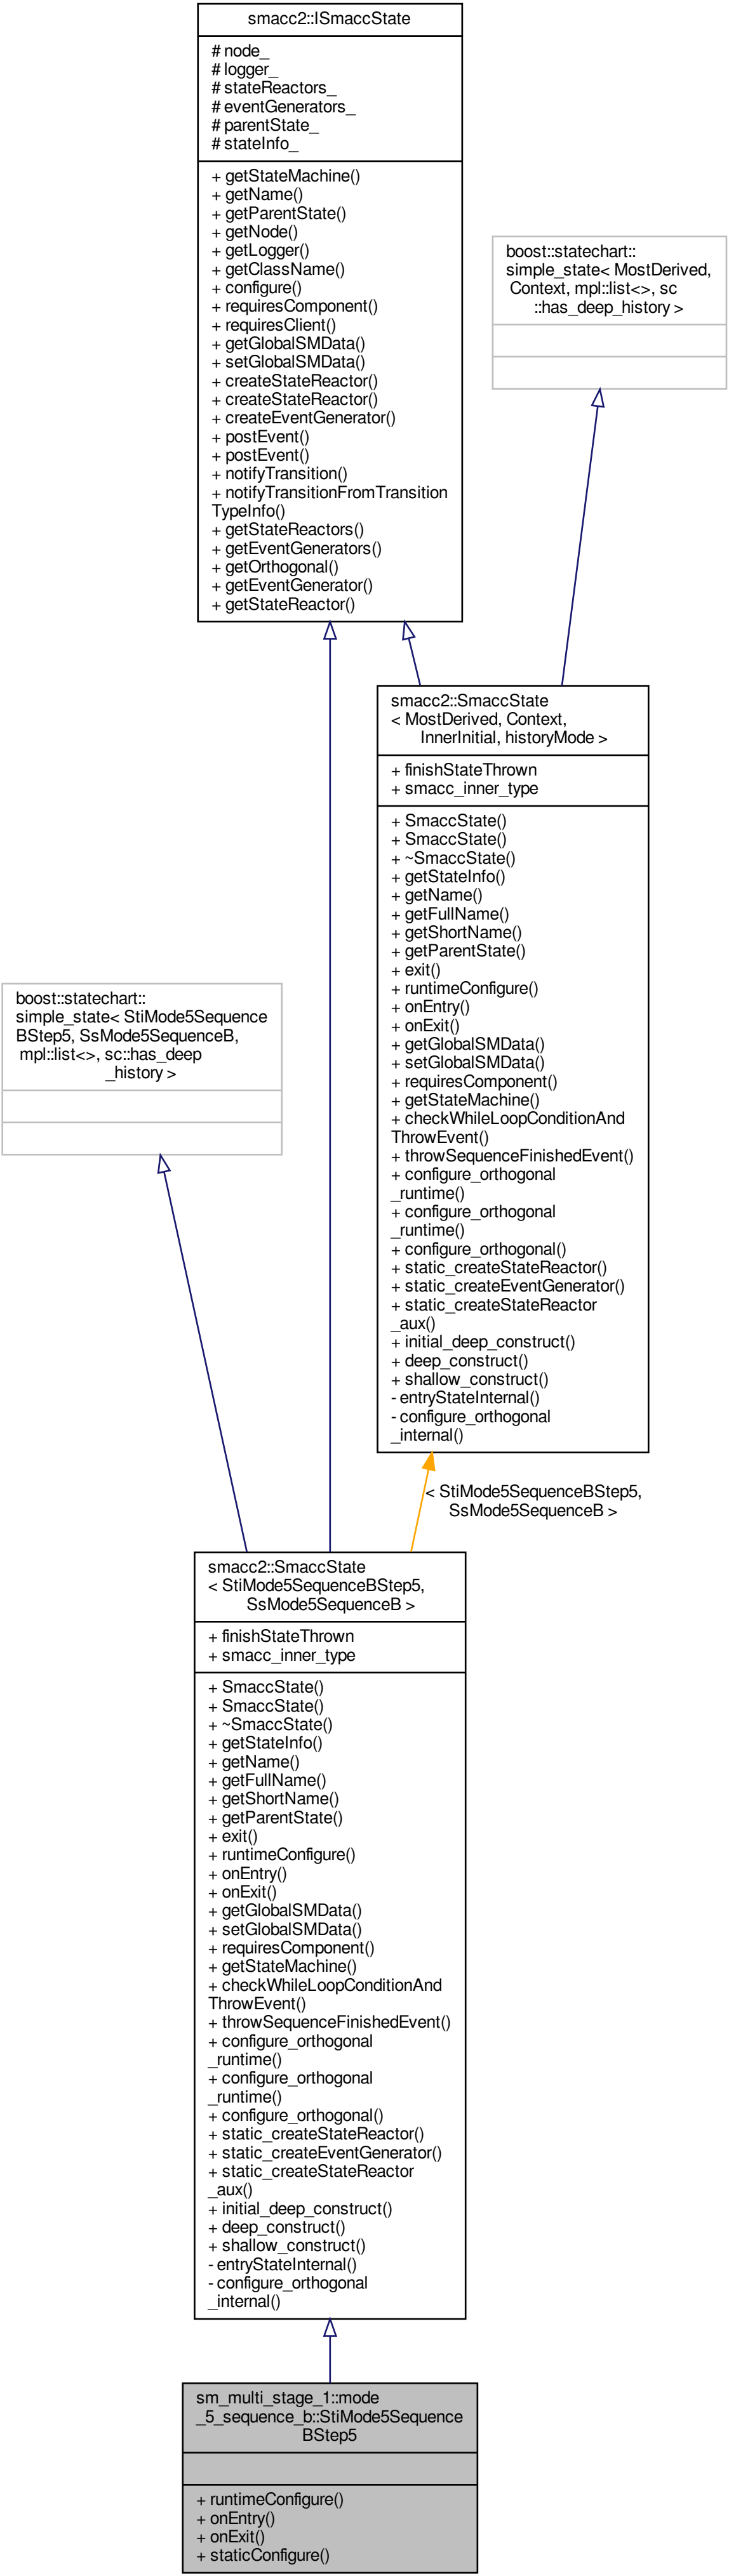 smacc2::ISmaccState
# node_
# logger_
# stateReactors_
# eventGenerators_
# parentState_
# stateInfo_
+ getStateMachine()
+ getName()
+ getParentState()
+ getNode()
+ getLogger()
+ getClassName()
+ configure()
+ requiresComponent()
+ requiresClient()
+ getGlobalSMData()
+ setGlobalSMData()
+ createStateReactor()
+ createStateReactor()
+ createEventGenerator()
+ postEvent()
+ postEvent()
+ notifyTransition()
+ notifyTransitionFromTransition
TypeInfo()
+ getStateReactors()
+ getEventGenerators()
+ getOrthogonal()
+ getEventGenerator()
+ getStateReactor()
boost::statechart::
simple_state< MostDerived,
Context, mpl::list<>, sc
::has_deep_history >
smacc2::SmaccState
< MostDerived, Context,
InnerInitial, historyMode >
+ finishStateThrown
+ smacc_inner_type
+ SmaccState()
+ SmaccState()
+ ~SmaccState()
+ getStateInfo()
+ getName()
+ getFullName()
+ getShortName()
+ getParentState()
+ exit()
+ runtimeConfigure()
+ onEntry()
+ onExit()
+ getGlobalSMData()
+ setGlobalSMData()
+ requiresComponent()
+ getStateMachine()
+ checkWhileLoopConditionAnd
ThrowEvent()
+ throwSequenceFinishedEvent()
+ configure_orthogonal
_runtime()
+ configure_orthogonal
_runtime()
+ configure_orthogonal()
+ static_createStateReactor()
+ static_createEventGenerator()
+ static_createStateReactor
_aux()
+ initial_deep_construct()
+ deep_construct()
+ shallow_construct()
- entryStateInternal()
- configure_orthogonal
_internal()
boost::statechart::
simple_state< StiMode5Sequence
BStep5, SsMode5SequenceB,
mpl::list<>, sc::has_deep
_history >
< StiMode5SequenceBStep5,
SsMode5SequenceB >
smacc2::SmaccState
< StiMode5SequenceBStep5,
SsMode5SequenceB >
+ finishStateThrown
+ smacc_inner_type
+ SmaccState()
+ SmaccState()
+ ~SmaccState()
+ getStateInfo()
+ getName()
+ getFullName()
+ getShortName()
+ getParentState()
+ exit()
+ runtimeConfigure()
+ onEntry()
+ onExit()
+ getGlobalSMData()
+ setGlobalSMData()
+ requiresComponent()
+ getStateMachine()
+ checkWhileLoopConditionAnd
ThrowEvent()
+ throwSequenceFinishedEvent()
+ configure_orthogonal
_runtime()
+ configure_orthogonal
_runtime()
+ configure_orthogonal()
+ static_createStateReactor()
+ static_createEventGenerator()
+ static_createStateReactor
_aux()
+ initial_deep_construct()
+ deep_construct()
+ shallow_construct()
- entryStateInternal()
- configure_orthogonal
_internal()
sm_multi_stage_1::mode
_5_sequence_b::StiMode5Sequence
BStep5
+ runtimeConfigure()
+ onEntry()
+ onExit()
+ staticConfigure()